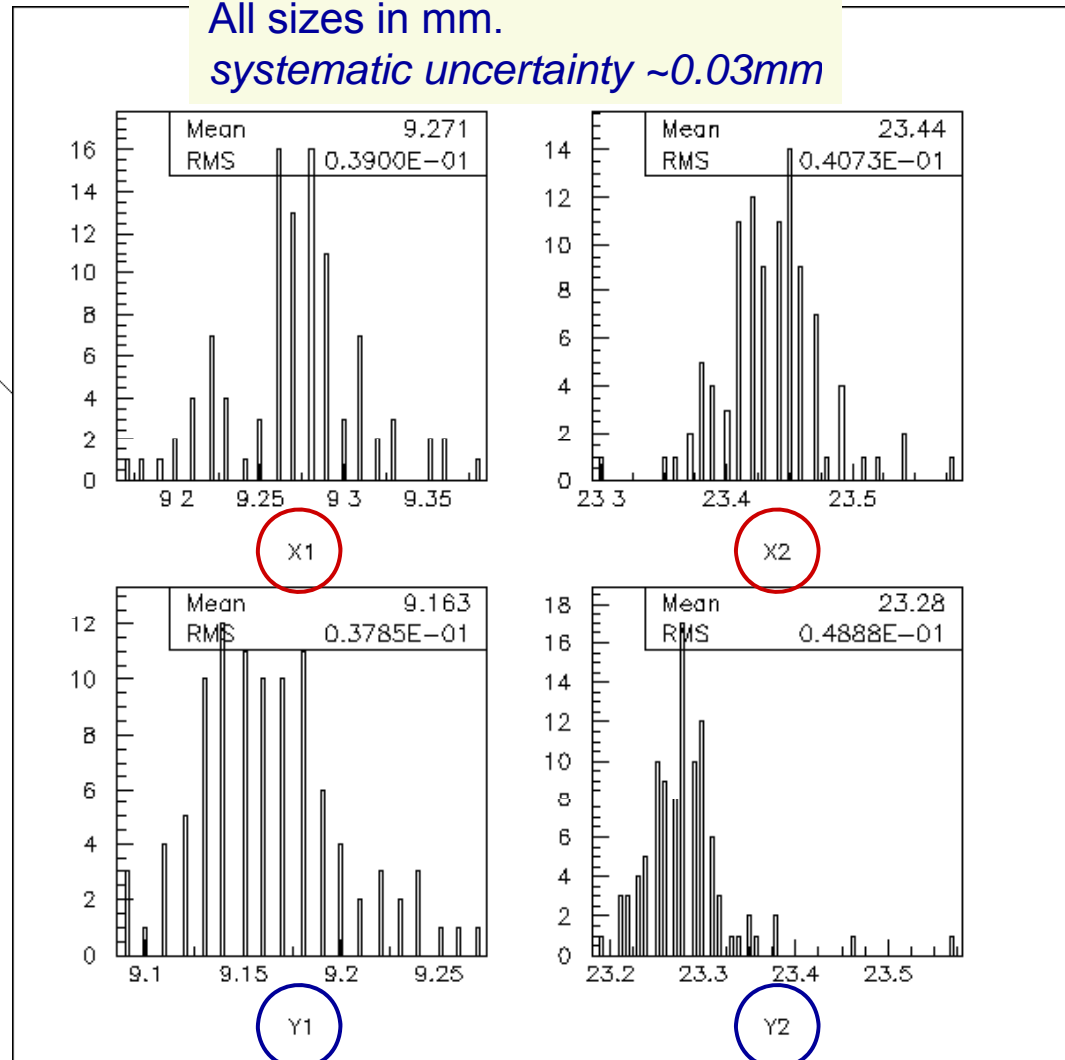 All sizes in mm.
systematic uncertainty ~0.03mm
Mean 9.271
RMS 0.3900E-01
16
14
12
10
8
6
4
2
0
9.2 9.25 9.3 9.35
X1
Mean 23.44
RMS 0.4073E-01
14
12
10
8
6
4
2
0
23.3 23.4 23.5
X2
Mean 9.163
RMS 0.3785E-01
12
10
8
6
4
2
0
9.1 9.15 9.2 9.25
Y1
Mean 23.28
RMS 0.4888E-01
18
16
14
12
10
8
6
4
2
0
23.2 23.3 23.4 23.5
Y2